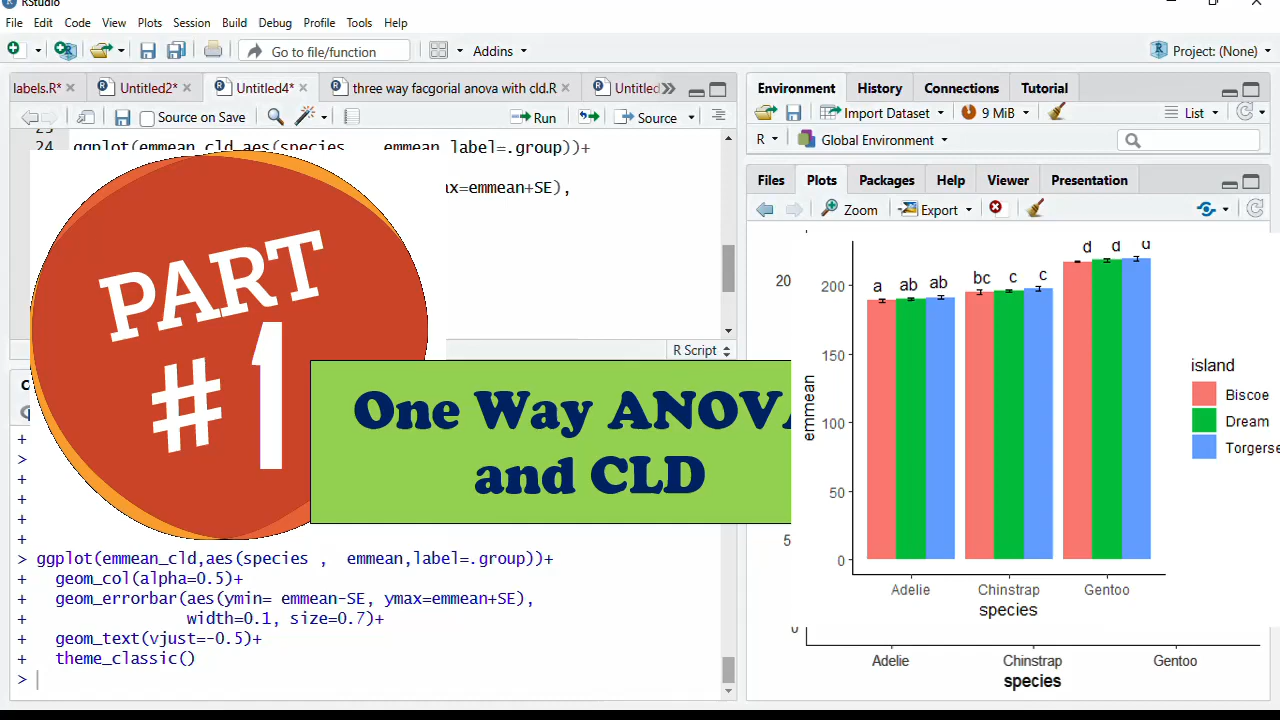 RStudio
File Edit Code View Plots Session Build Debug Profile Tools Help
Go to file/function Addins Project: (None)
labels.R* Untitled2* Untitled4* three way facgorial anova with cld.R Untitled
Source on Save Run Source
24 ggplot(emmean_cld,aes(species , emmean,label=.group))+
max=emmean+SE),
R Script
PART
#1
One Way ANOVA
and CLD
+
>
+
+
+
+
> ggplot(emmean_cld,aes(species , emmean,label=.group))+
+ geom_col(alpha=0.5)+
+ geom_errorbar(aes(ymin= emmean-SE, ymax=emmean+SE),
+ width=0.1, size=0.7)+
+ geom_text(vjust=-0.5)+
+ theme_classic()
>
Environment History Connections Tutorial
Import Dataset 9 MiB List
R Global Environment
Files Plots Packages Help Viewer Presentation
Zoom Export
20
5
0
Adelie Chinstrap Gentoo
species
emmean
200
150
100
50
0
a ab ab bc c c d d d
Adelie Chinstrap Gentoo
species
island
Biscoe
Dream
Torgerse